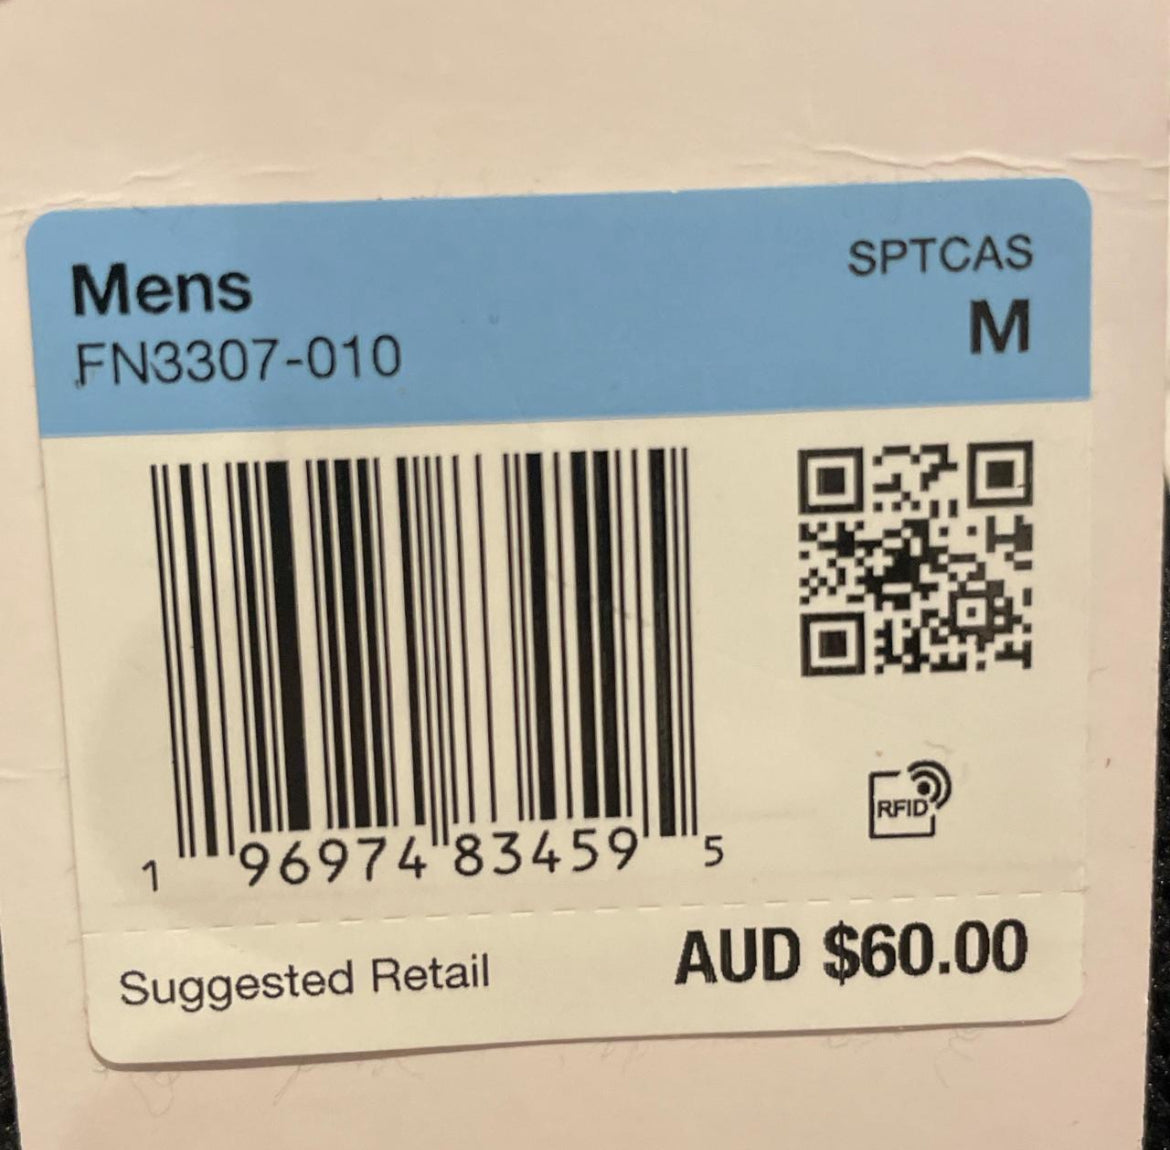 Mens
FN3307-010
SPTCAS
M
1 96974 83459 5
RFID
Suggested Retail
AUD $60.00